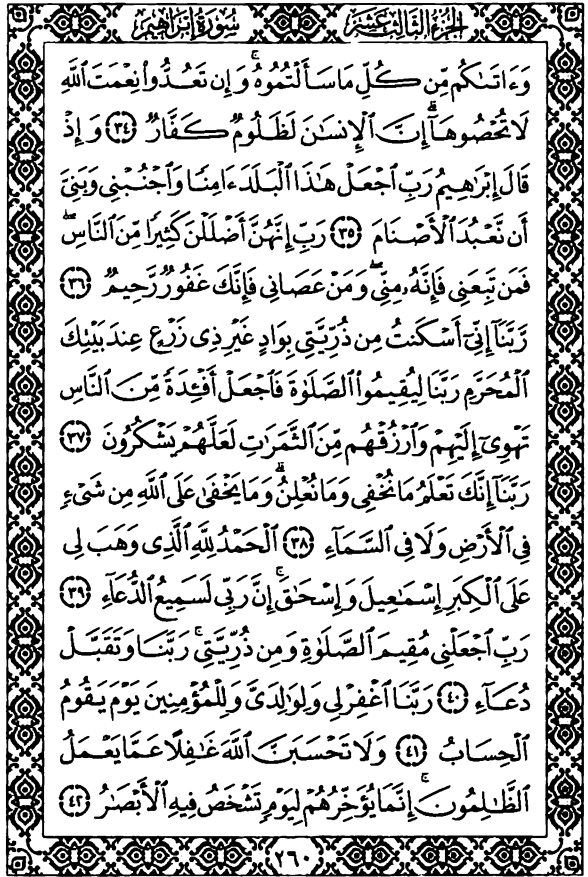 الجزء الثالث عشر
سورة إبراهيم
وَءَاتَىٰكُم مِّن كُلِّ مَا سَأَلْتُمُوهُ ۚ وَإِن تَعُدُّوا۟ نِعْمَتَ ٱللَّهِ
لَا تُحْصُوهَآ ۗ إِنَّ ٱلْإِنسَـٰنَ لَظَلُومٌ كَفَّارٌ ۝٣٤ وَإِذْ
قَالَ إِبْرَٰهِيمُ رَبِّ ٱجْعَلْ هَـٰذَا ٱلْبَلَدَ ءَامِنًا وَٱجْنُبْنِى وَبَنِىَّ
أَن نَّعْبُدَ ٱلْأَصْنَامَ ۝٣٥ رَبِّ إِنَّهُنَّ أَضْلَلْنَ كَثِيرًا مِّنَ ٱلنَّاسِ ۖ
فَمَن تَبِعَنِى فَإِنَّهُۥ مِنِّى ۖ وَمَنْ عَصَانِى فَإِنَّكَ غَفُورٌ رَّحِيمٌ ۝٣٦
رَّبَّنَآ إِنِّىٓ أَسْكَنتُ مِن ذُرِّيَّتِى بِوَادٍ غَيْرِ ذِى زَرْعٍ عِندَ بَيْتِكَ
ٱلْمُحَرَّمِ رَبَّنَا لِيُقِيمُوا۟ ٱلصَّلَوٰةَ فَٱجْعَلْ أَفْـِٔدَةً مِّنَ ٱلنَّاسِ
تَهْوِىٓ إِلَيْهِمْ وَٱرْزُقْهُم مِّنَ ٱلثَّمَرَٰتِ لَعَلَّهُمْ يَشْكُرُونَ ۝٣٧
رَبَّنَآ إِنَّكَ تَعْلَمُ مَا نُخْفِى وَمَا نُعْلِنُ ۗ وَمَا يَخْفَىٰ عَلَى ٱللَّهِ مِن شَىْءٍ
فِى ٱلْأَرْضِ وَلَا فِى ٱلسَّمَآءِ ۝٣٨ ٱلْحَمْدُ لِلَّهِ ٱلَّذِى وَهَبَ لِى
عَلَى ٱلْكِبَرِ إِسْمَـٰعِيلَ وَإِسْحَـٰقَ ۚ إِنَّ رَبِّى لَسَمِيعُ ٱلدُّعَآءِ ۝٣٩
رَبِّ ٱجْعَلْنِى مُقِيمَ ٱلصَّلَوٰةِ وَمِن ذُرِّيَّتِى ۚ رَبَّنَا وَتَقَبَّلْ
دُعَآءِ ۝٤٠ رَبَّنَا ٱغْفِرْ لِى وَلِوَٰلِدَىَّ وَلِلْمُؤْمِنِينَ يَوْمَ يَقُومُ
ٱلْحِسَابُ ۝٤١ وَلَا تَحْسَبَنَّ ٱللَّهَ غَـٰفِلًا عَمَّا يَعْمَلُ
ٱلظَّـٰلِمُونَ ۚ إِنَّمَا يُؤَخِّرُهُمْ لِيَوْمٍ تَشْخَصُ فِيهِ ٱلْأَبْصَـٰرُ ۝٤٢
٢٦٠